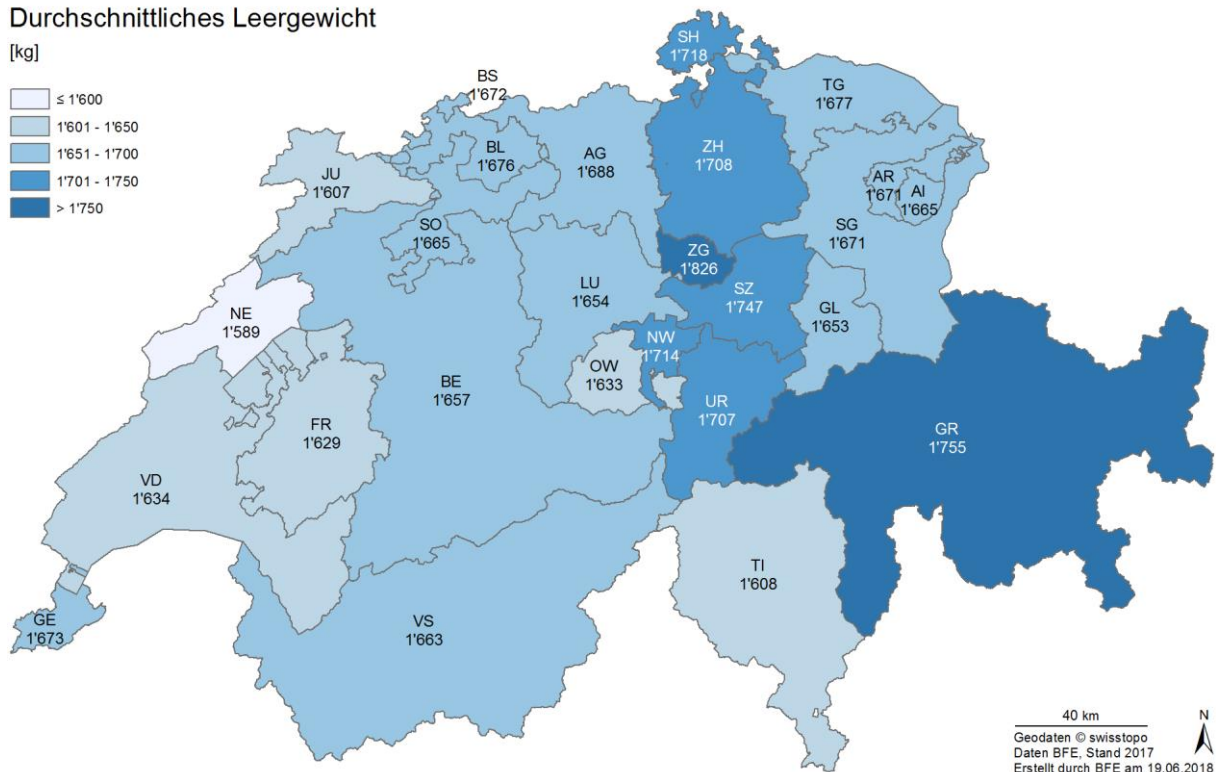 Durchschnittliches Leergewicht
[kg]
≤ 1'600
1'601 - 1'650
1'651 - 1'700
1'701 - 1'750
> 1'750
SH
1'718
BS
1'672
TG
1'677
BL
1'676
AG
1'688
ZH
1'708
JU
1'607
AR
1'671
AI
1'665
SO
1'665
SG
1'671
ZG
1'826
LU
1'654
SZ
1'747
GL
1'653
NE
1'589
NW
1'714
OW
1'633
BE
1'657
UR
1'707
FR
1'629
GR
1'755
VD
1'634
TI
1'608
GE
1'673
VS
1'663
40 km
N
Geodaten © swisstopo
Daten BFE, Stand 2017
Erstellt durch BFE am 19.06.2018